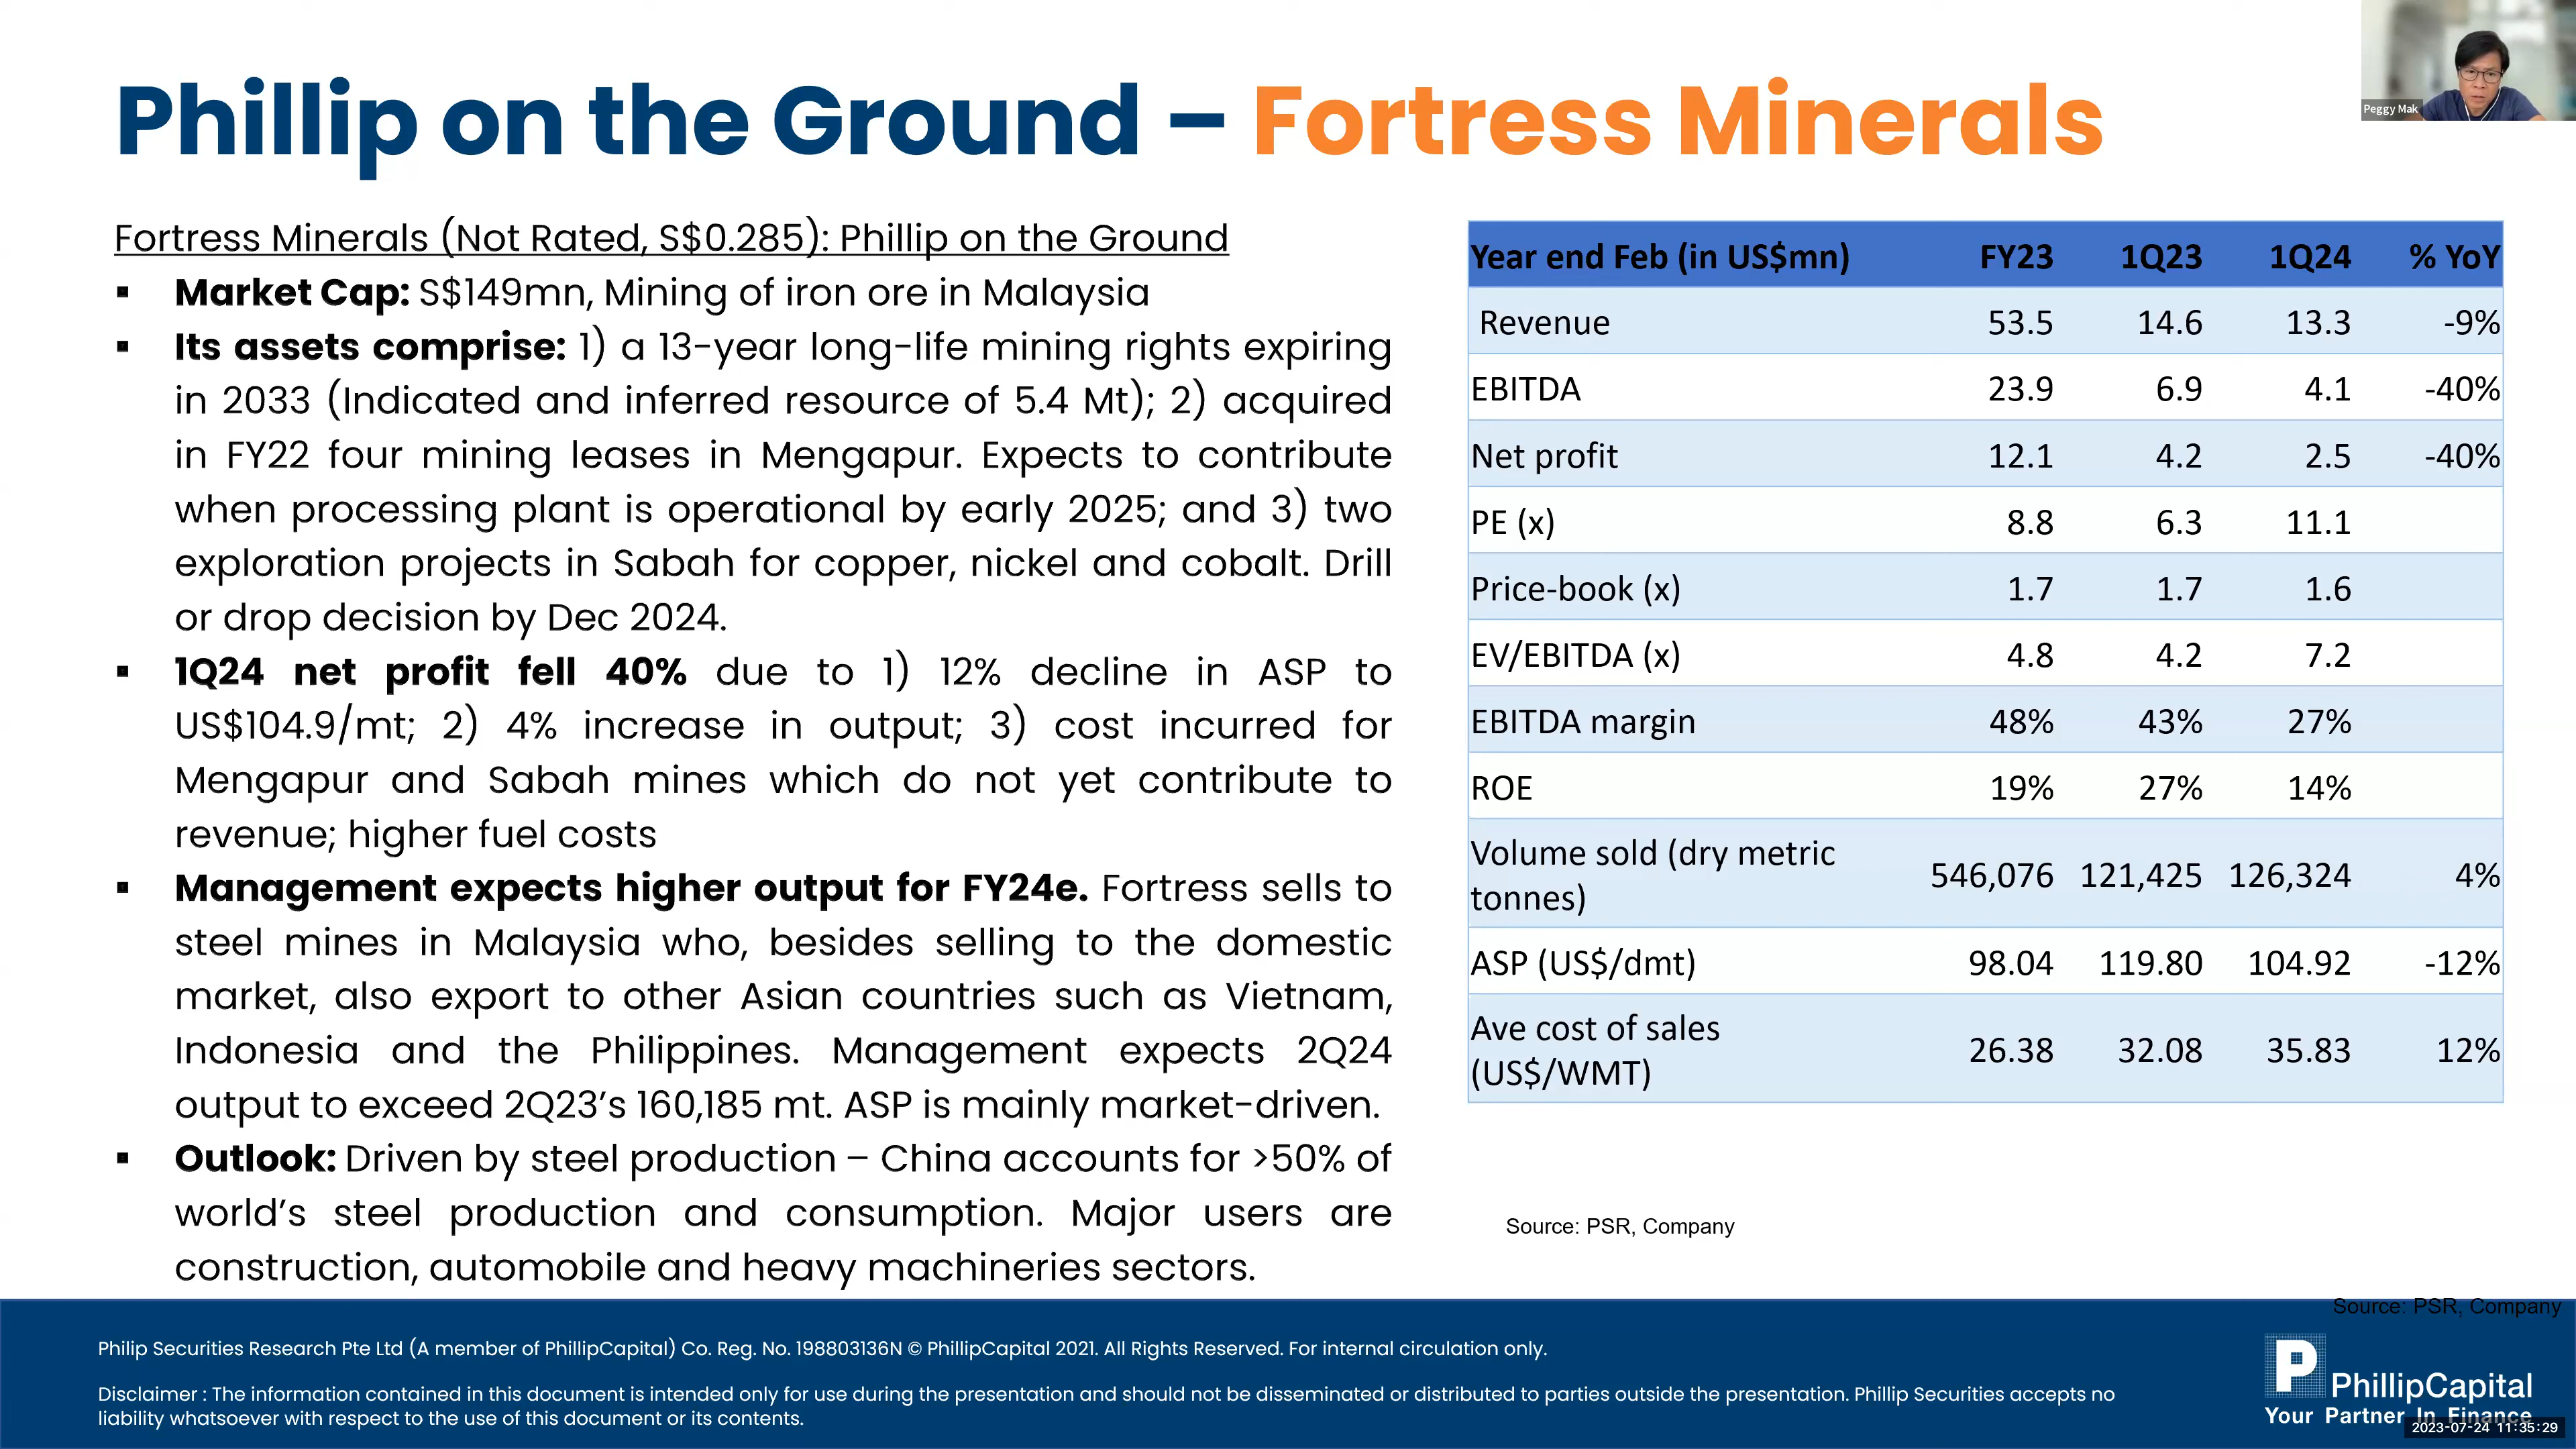 Phillip on the Ground – Fortress Minerals
Peggy Mak
Fortress Minerals (Not Rated, S$0.285): Phillip on the Ground
▪ Market Cap: S$149mn, Mining of iron ore in Malaysia
▪ Its assets comprise: 1) a 13-year long-life mining rights expiring
in 2033 (Indicated and inferred resource of 5.4 Mt); 2) acquired
in FY22 four mining leases in Mengapur. Expects to contribute
when processing plant is operational by early 2025; and 3) two
exploration projects in Sabah for copper, nickel and cobalt. Drill
or drop decision by Dec 2024.
▪ 1Q24 net profit fell 40% due to 1) 12% decline in ASP to
US$104.9/mt; 2) 4% increase in output; 3) cost incurred for
Mengapur and Sabah mines which do not yet contribute to
revenue; higher fuel costs
▪ Management expects higher output for FY24e. Fortress sells to
steel mines in Malaysia who, besides selling to the domestic
market, also export to other Asian countries such as Vietnam,
Indonesia and the Philippines. Management expects 2Q24
output to exceed 2Q23’s 160,185 mt. ASP is mainly market-driven.
▪ Outlook: Driven by steel production – China accounts for >50% of
world’s steel production and consumption. Major users are
construction, automobile and heavy machineries sectors.
Year end Feb (in US$mn) FY23 1Q23 1Q24 % YoY
Revenue 53.5 14.6 13.3 -9%
EBITDA 23.9 6.9 4.1 -40%
Net profit 12.1 4.2 2.5 -40%
PE (x) 8.8 6.3 11.1
Price-book (x) 1.7 1.7 1.6
EV/EBITDA (x) 4.8 4.2 7.2
EBITDA margin 48% 43% 27%
ROE 19% 27% 14%
Volume sold (dry metric
tonnes) 546,076 121,425 126,324 4%
ASP (US$/dmt) 98.04 119.80 104.92 -12%
Ave cost of sales
(US$/WMT) 26.38 32.08 35.83 12%
Source: PSR, Company
Source: PSR, Company
Philip Securities Research Pte Ltd (A member of PhillipCapital) Co. Reg. No. 198803136N © PhillipCapital 2021. All Rights Reserved. For internal circulation only.
Disclaimer : The information contained in this document is intended only for use during the presentation and should not be disseminated or distributed to parties outside the presentation. Phillip Securities accepts no
liability whatsoever with respect to the use of this document or its contents.
P PhillipCapital
Your Partner In Finance
2023-07-24 11:35:29